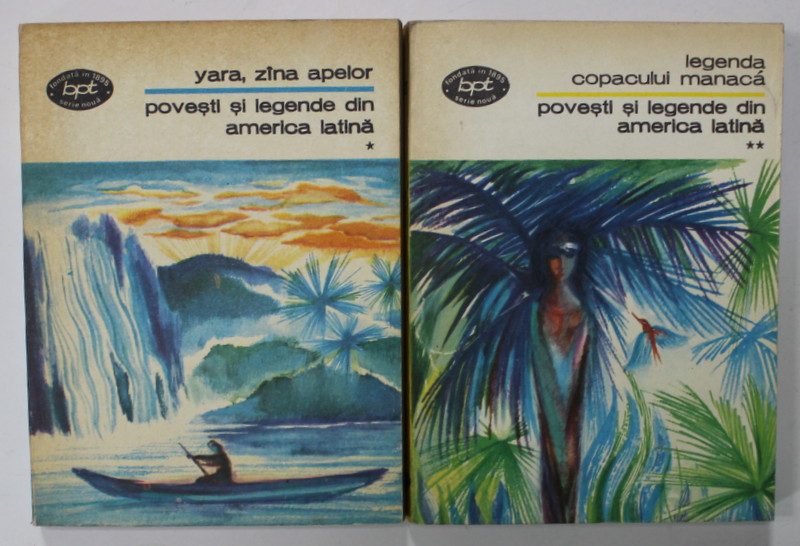 fondată în 1895
bpt
serie nouă
yara, zîna apelor
povești și legende din
america latină
*
fondată în 1895
bpt
serie nouă
legenda
copacului manacá
povești și legende din
america latină
**